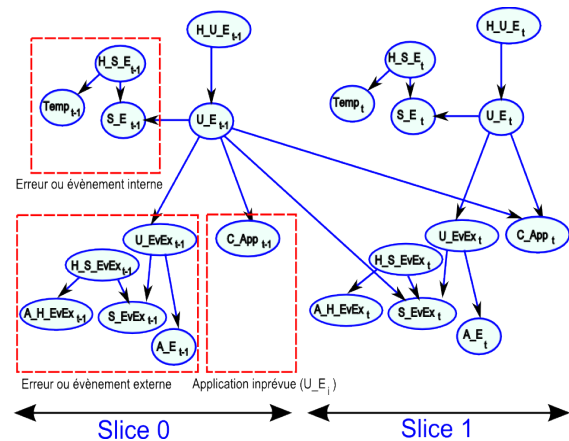 H_U_E t-1
H_U_E t
H_S_E t-1
H_S_E t
Temp t-1
S_E t-1
U_E t-1
Temp t
S_E t
U_E t
Erreur ou évènement interne
U_EvEx t-1
C_App t-1
U_EvEx t
C_App t
H_S_EvEx t-1
H_S_EvEx t
A_H_EvEx t-1
S_EvEx t-1
A_H_EvEx t
S_EvEx t
A_E t-1
A_E t
Erreur ou évènement externe
Application inprévue (U_E i)
Slice 0
Slice 1